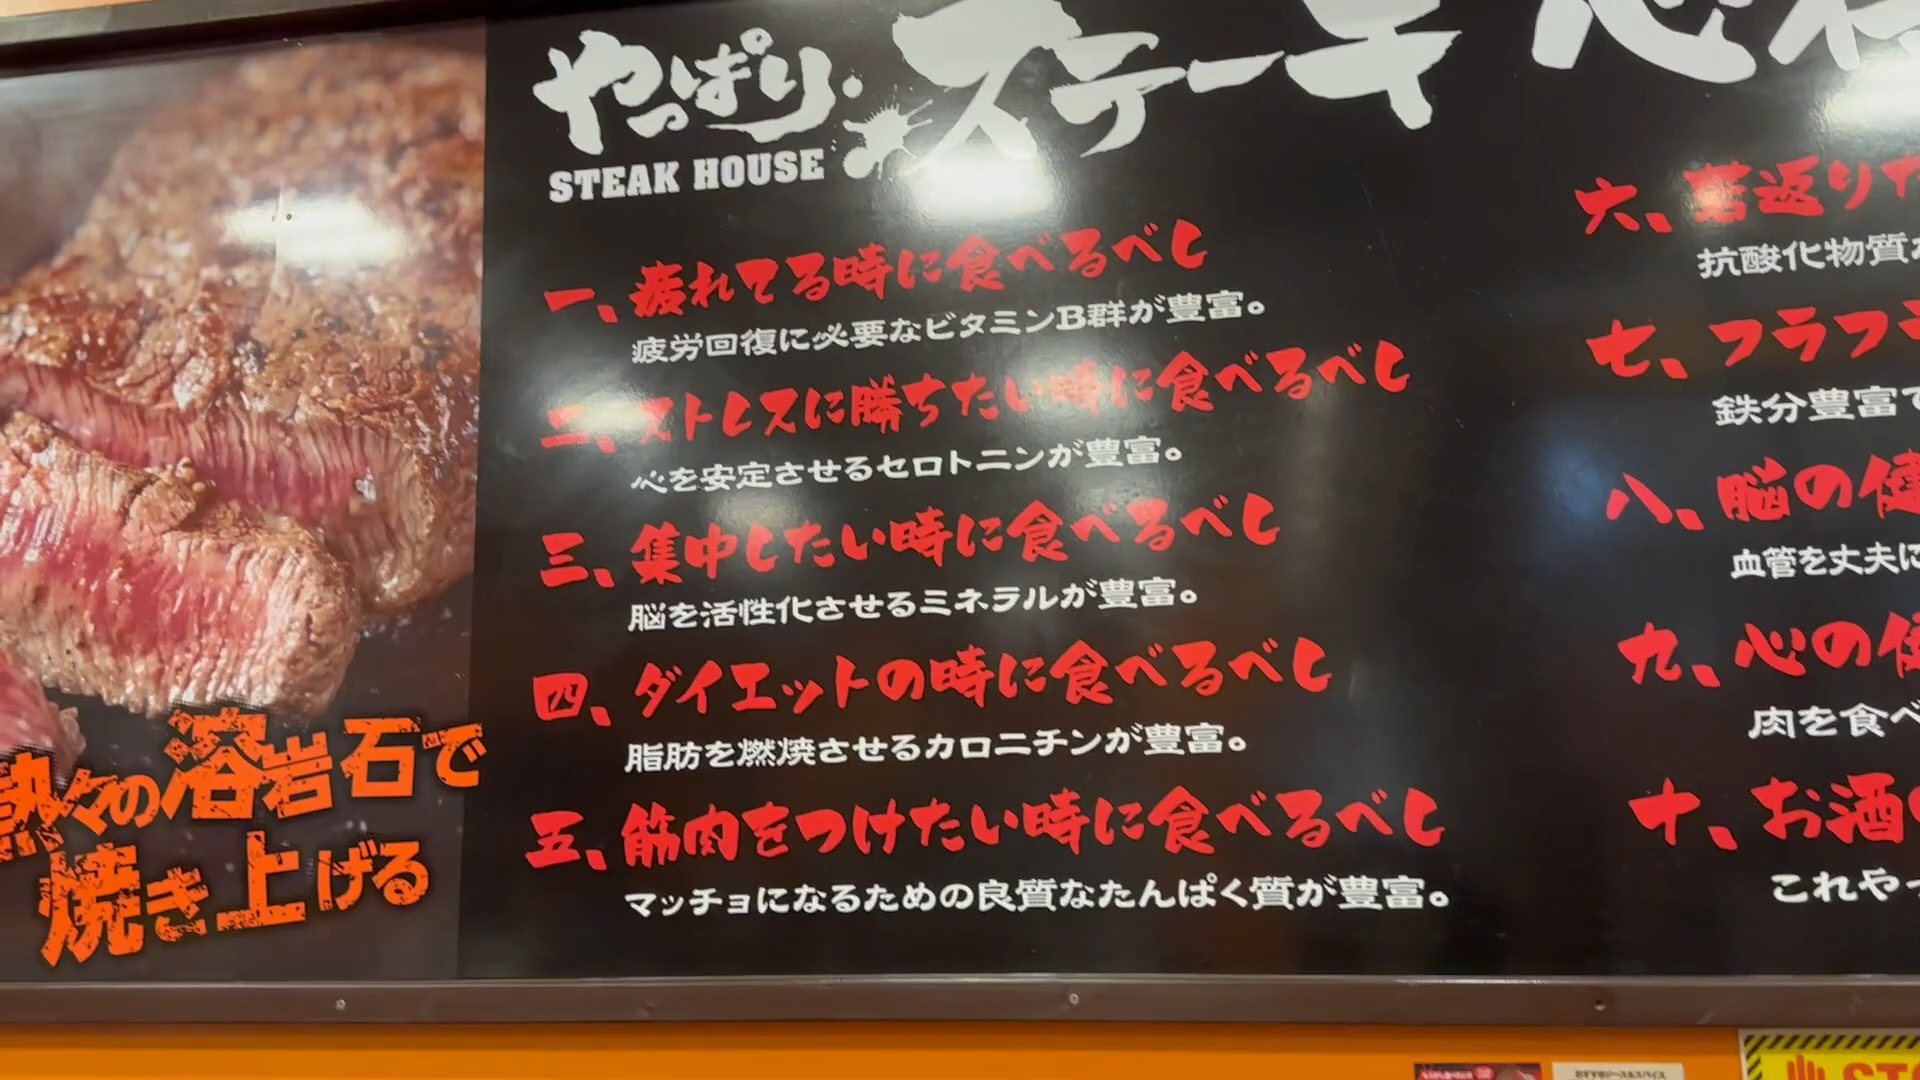 やっぱり
ステーキ
STEAK HOUSE
一、疲れてる時に食べるべし
疲労回復に必要なビタミンB群が豊富。
二、ストレスに勝ちたい時に食べるべし
心を安定させるセロトニンが豊富。
三、集中したい時に食べるべし
脳を活性化させるミネラルが豊富。
四、ダイエットの時に食べるべし
脂肪を燃焼させるカロニチンが豊富。
五、筋肉をつけたい時に食べるべし
マッチョになるための良質なたんぱく質が豊富。
六、若返り
抗酸化物質
七、フラフ
鉄分豊富
八、脳の健
血管を丈夫に
九、心の
肉を食べ
十、お酒
これや
熱々の溶岩石で
焼き上げる